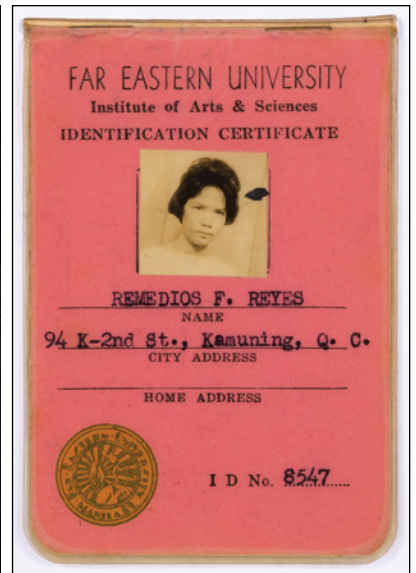 FAR EASTERN UNIVERSITY
Institute of Arts & Sciences
IDENTIFICATION CERTIFICATE
REMEDIOS F. REYES
NAME
94 K-2nd St., Kamuning, Q. C.
CITY ADDRESS
HOME ADDRESS
I D No. 8547